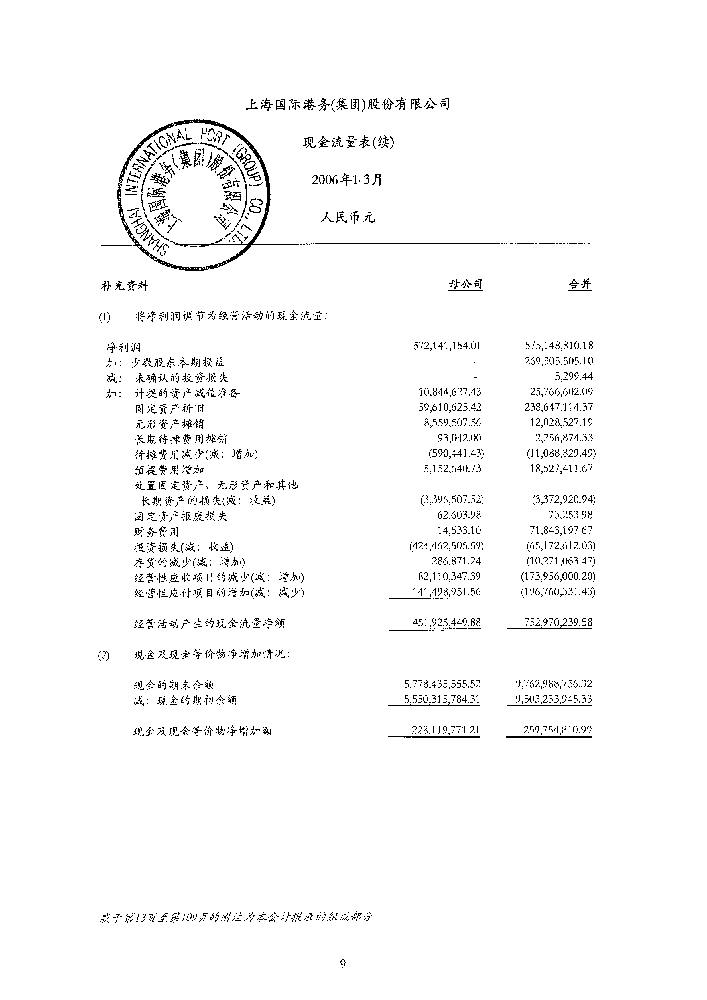 上海国际港务(集团)股份有限公司
SHANGHAI INTERNATIONAL PORT (GROUP) CO., LTD.
上海国际港务(集团)股份有限公司
现金流量表(续)
2006年1-3月
人民币元
补充资料 母公司 合并
(1) 将净利润调节为经营活动的现金流量:
净利润 572,141,154.01 575,148,810.18
加: 少数股东本期损益 - 269,305,505.10
减: 未确认的投资损失 - 5,299.44
加: 计提的资产减值准备 10,844,627.43 25,766,602.09
固定资产折旧 59,610,625.42 238,647,114.37
无形资产摊销 8,559,507.56 12,028,527.19
长期待摊费用摊销 93,042.00 2,256,874.33
待摊费用减少(减: 增加) (590,441.43) (11,088,829.49)
预提费用增加 5,152,640.73 18,527,411.67
处置固定资产、无形资产和其他
长期资产的损失(减: 收益) (3,396,507.52) (3,372,920.94)
固定资产报废损失 62,603.98 73,253.98
财务费用 14,533.10 71,843,197.67
投资损失(减: 收益) (424,462,505.59) (65,172,612.03)
存货的减少(减: 增加) 286,871.24 (10,271,063.47)
经营性应收项目的减少(减: 增加) 82,110,347.39 (173,956,000.20)
经营性应付项目的增加(减: 减少) 141,498,951.56 (196,760,331.43)
经营活动产生的现金流量净额 451,925,449.88 752,970,239.58
(2) 现金及现金等价物净增加情况:
现金的期末余额 5,778,435,555.52 9,762,988,756.32
减: 现金的期初余额 5,550,315,784.31 9,503,233,945.33
现金及现金等价物净增加额 228,119,771.21 259,754,810.99
载于第13页至第109页的附注为本会计报表的组成部分
9